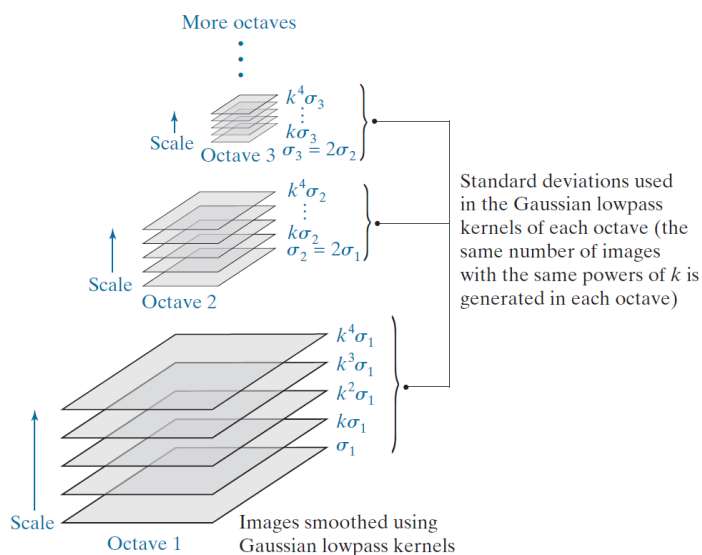 More octaves
k⁴σ₃
⋮
kσ₃
σ₃ = 2σ₂
Scale
Octave 3
k⁴σ₂
⋮
kσ₂
σ₂ = 2σ₁
Scale
Octave 2
Standard deviations used
in the Gaussian lowpass
kernels of each octave (the
same number of images
with the same powers of k is
generated in each octave)
k⁴σ₁
k³σ₁
k²σ₁
kσ₁
σ₁
Scale
Octave 1
Images smoothed using
Gaussian lowpass kernels